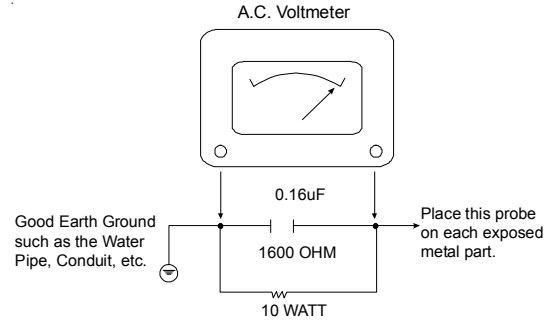 A.C. Voltmeter
0.16uF
Good Earth Ground
such as the Water
Pipe, Conduit, etc.
Place this probe
on each exposed
metal part.
1600 OHM
10 WATT